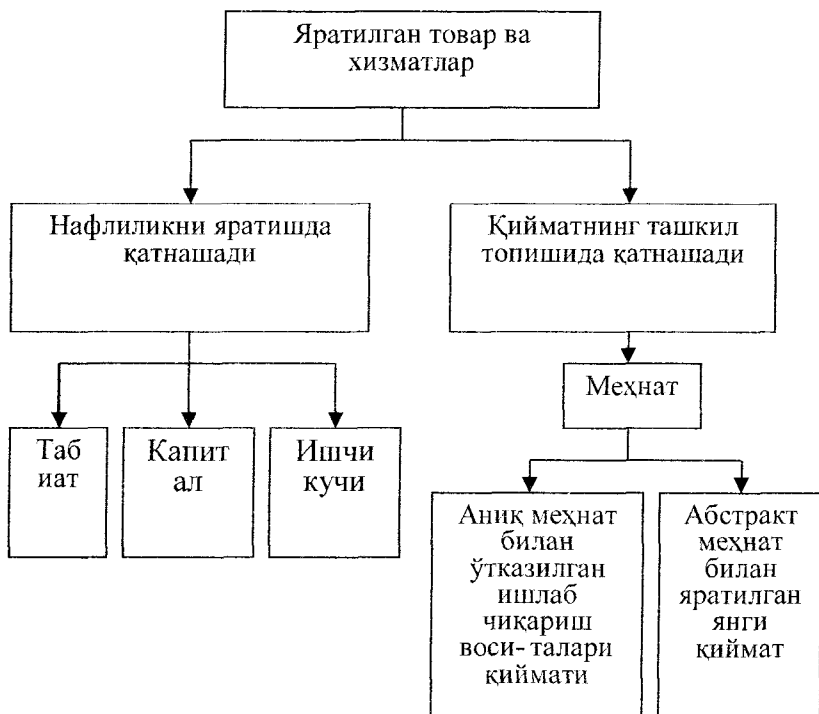 Яратилган товар ва
хизматлар
Нафлиликни яратишда
қатнашади
Қийматнинг ташкил
топишида қатнашади
Меҳнат
Таб
иат
Капит
ал
Ишчи
кучи
Аниқ меҳнат
билан
ўтказилган
ишлаб
чиқариш
воси- талари
қиймати
Абстракт
меҳнат
билан
яратилган
янги
қиймат